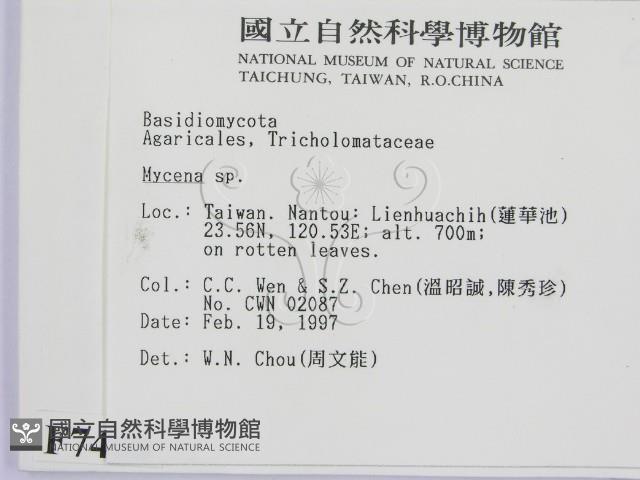 國立自然科學博物館
NATIONAL MUSEUM OF NATURAL SCIENCE
TAICHUNG, TAIWAN, R.O.CHINA
Basidiomycota
Agaricales, Tricholomataceae
Mycena sp.
Loc.: Taiwan. Nantou: Lienhuachih(蓮華池)
23.56N, 120.53E; alt. 700m;
on rotten leaves.
Col.: C.C. Wen & S.Z. Chen(溫昭誠,陳秀珍)
No. CWN 02087
Date: Feb. 19, 1997
Det.: W.N. Chou(周文能)
F74
國立自然科學博物館
NATIONAL MUSEUM OF NATURAL SCIENCE